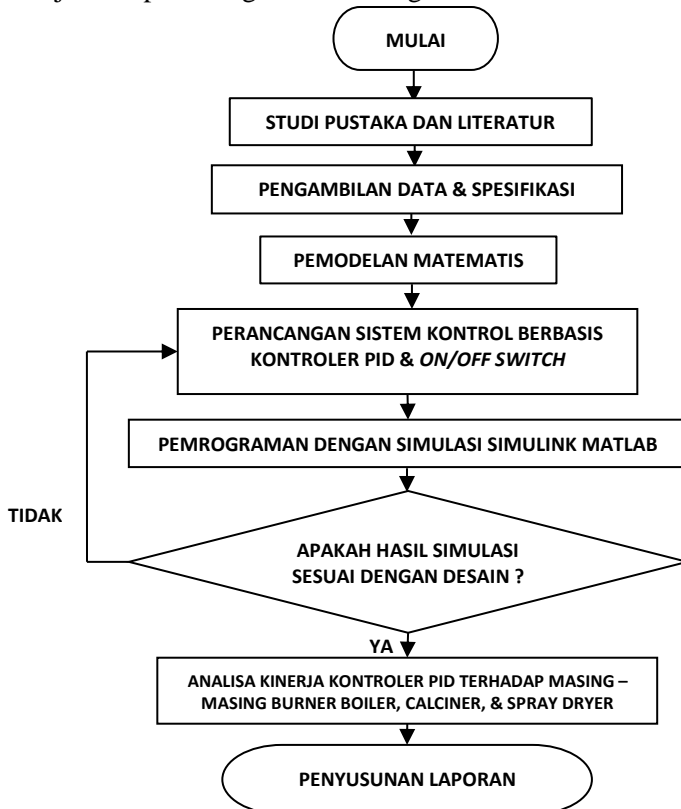 MULAI
STUDI PUSTAKA DAN LITERATUR
PENGAMBILAN DATA & SPESIFIKASI
PEMODELAN MATEMATIS
PERANCANGAN SISTEM KONTROL BERBASIS
KONTROLER PID & ON/OFF SWITCH
PEMROGRAMAN DENGAN SIMULASI SIMULINK MATLAB
TIDAK
APAKAH HASIL SIMULASI
SESUAI DENGAN DESAIN ?
YA
ANALISA KINERJA KONTROLER PID TERHADAP MASING –
MASING BURNER BOILER, CALCINER, & SPRAY DRYER
PENYUSUNAN LAPORAN